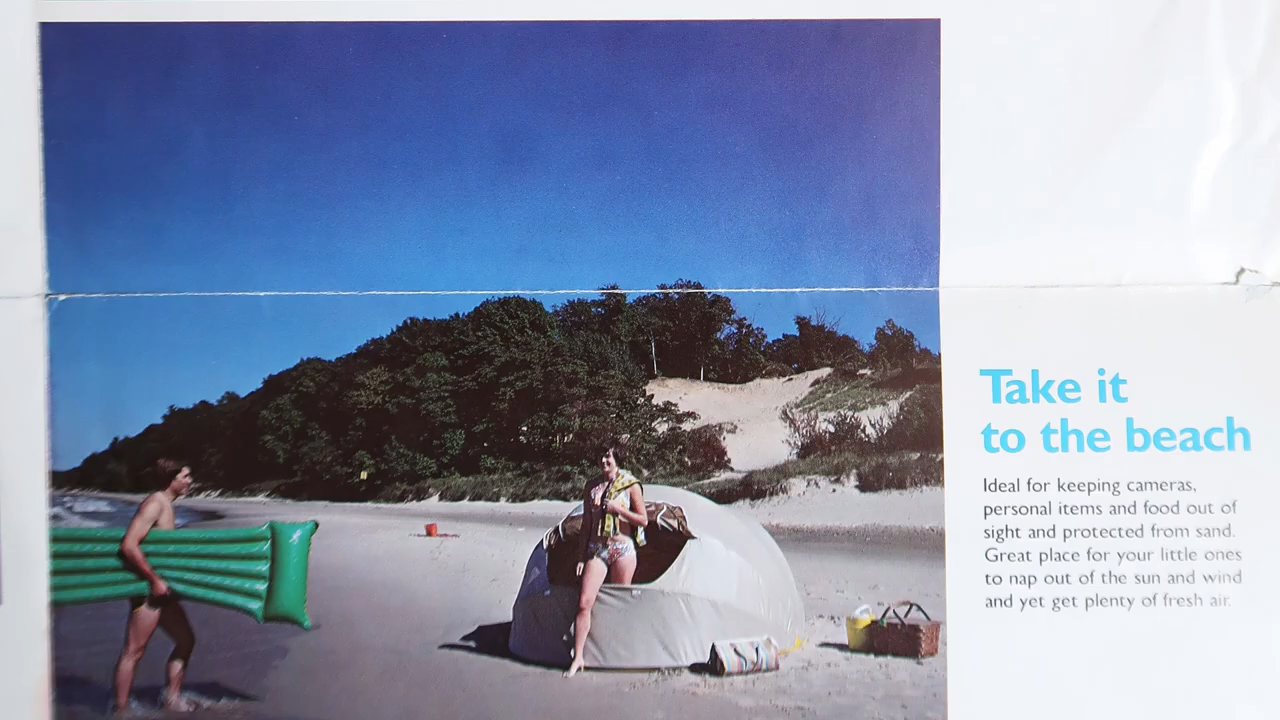 Take it
to the beach
Ideal for keeping cameras,
personal items and food out of
sight and protected from sand.
Great place for your little ones
to nap out of the sun and wind
and yet get plenty of fresh air.